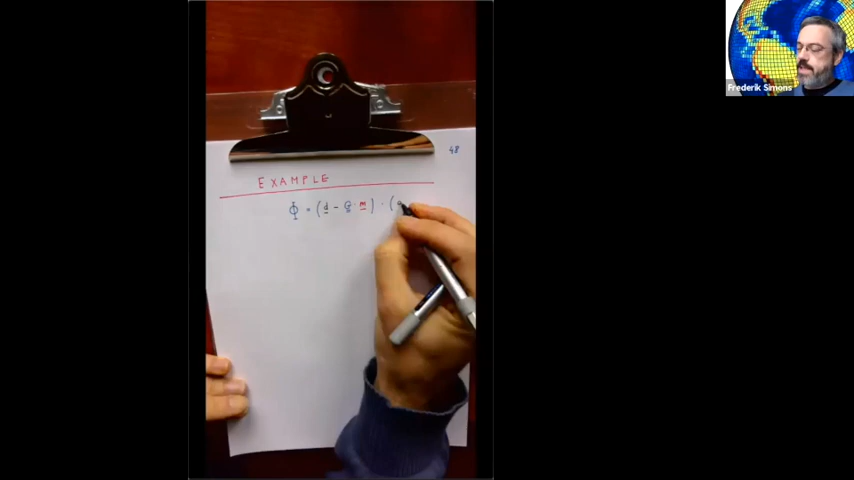 Frederik Simons
48
EXAMPLE
Φ = (d - G · m) · (